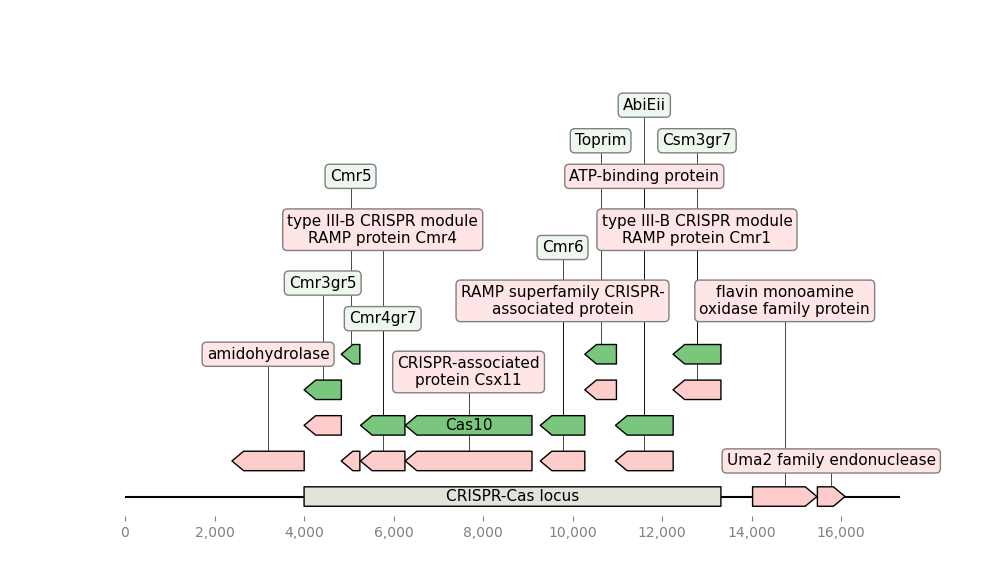 AbiEii
Toprim
Csm3gr7
Cmr5
ATP-binding protein
type III-B CRISPR module
RAMP protein Cmr4
type III-B CRISPR module
RAMP protein Cmr1
Cmr6
Cmr3gr5
RAMP superfamily CRISPR-
associated protein
flavin monoamine
oxidase family protein
Cmr4gr7
amidohydrolase
CRISPR-associated
protein Csx11
Cas10
Uma2 family endonuclease
CRISPR-Cas locus
0 2,000 4,000 6,000 8,000 10,000 12,000 14,000 16,000